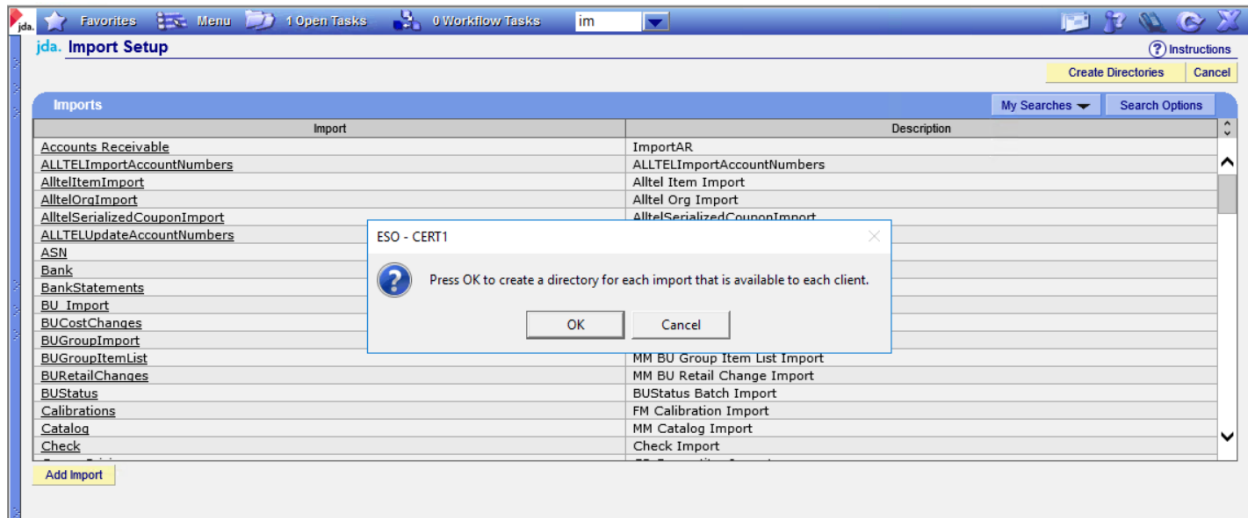 jda. Favorites Menu 1 Open Tasks 0 Workflow Tasks im
jda. Import Setup ? Instructions
Create Directories Cancel
Imports My Searches Search Options
Import Description
Accounts Receivable ImportAR
ALLTELImportAccountNumbers ALLTELImportAccountNumbers
AlltelItemImport Alltel Item Import
AlltelOrgImport Alltel Org Import
AlltelSerializedCouponImport AlltelSerializedCouponImport
ALLTELUpdateAccountNumbers
ESO - CERT1
ASN
Bank
Press OK to create a directory for each import that is available to each client.
BankStatements
BU_Import
BUCostChanges
OK Cancel
BUGroupImport
BUGroupItemList MM BU Group Item List Import
BURetailChanges MM BU Retail Change Import
BUStatus BUStatus Batch Import
Calibrations FM Calibration Import
Catalog MM Catalog Import
Check Check Import
Add Import